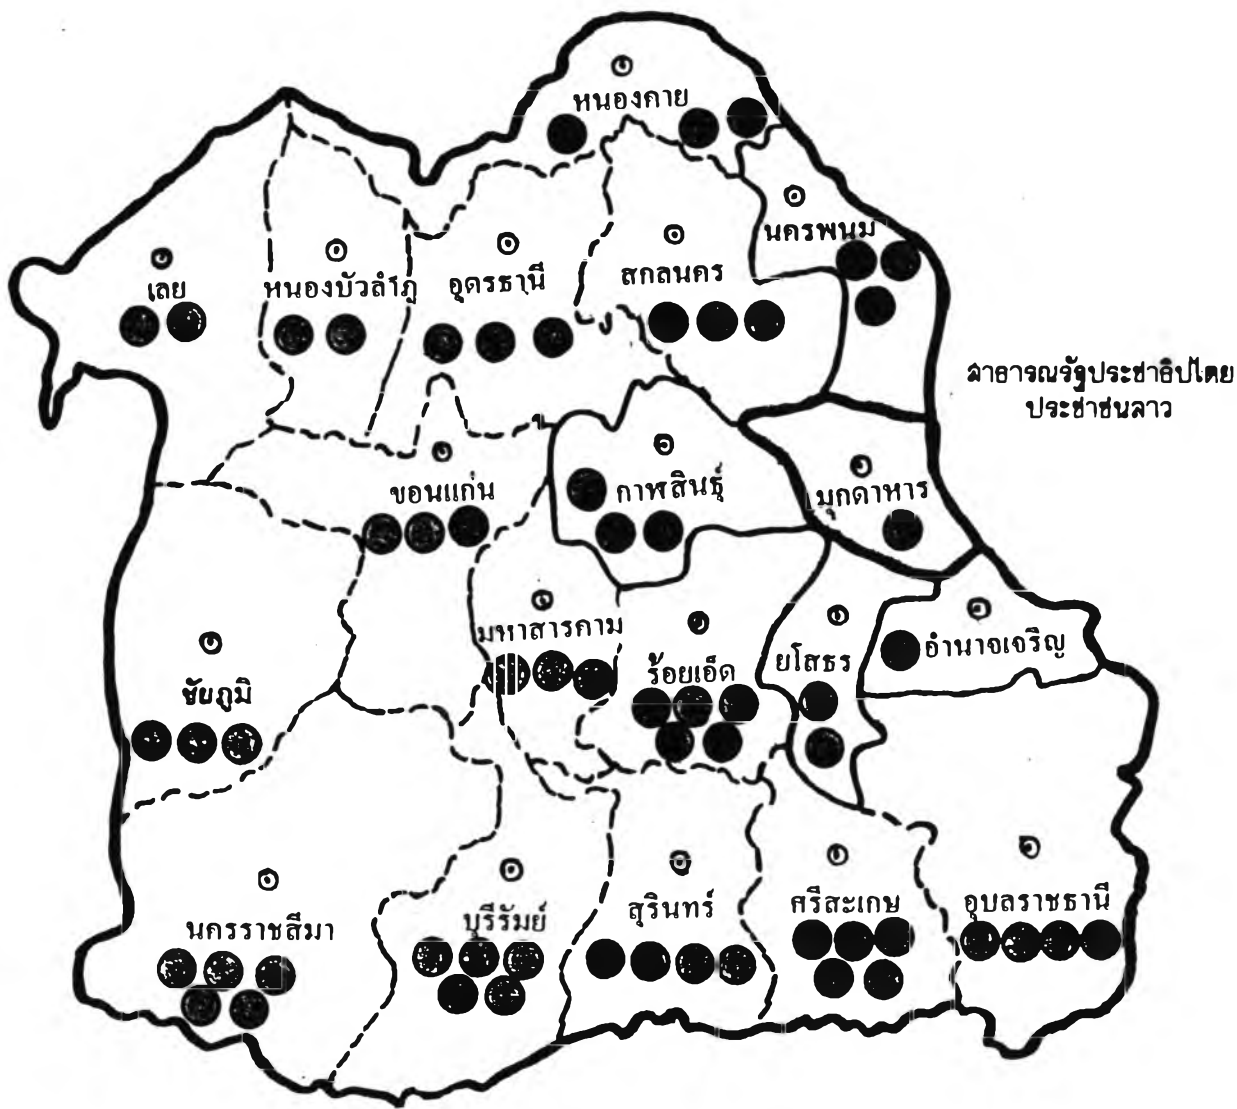 หนองคาย
นครพนม
สกลนคร
อุดรธานี
หนองบัวลำภู
เลย
สาธารณรัฐประชาธิปไตย
ประชาชนลาว
ขอนแก่น
กาฬสินธุ์
มุกดาหาร
มหาสารคาม
ร้อยเอ็ด
ยโสธร
อำนาจเจริญ
ชัยภูมิ
นครราชสีมา
บุรีรัมย์
สุรินทร์
ศรีสะเกษ
อุบลราชธานี